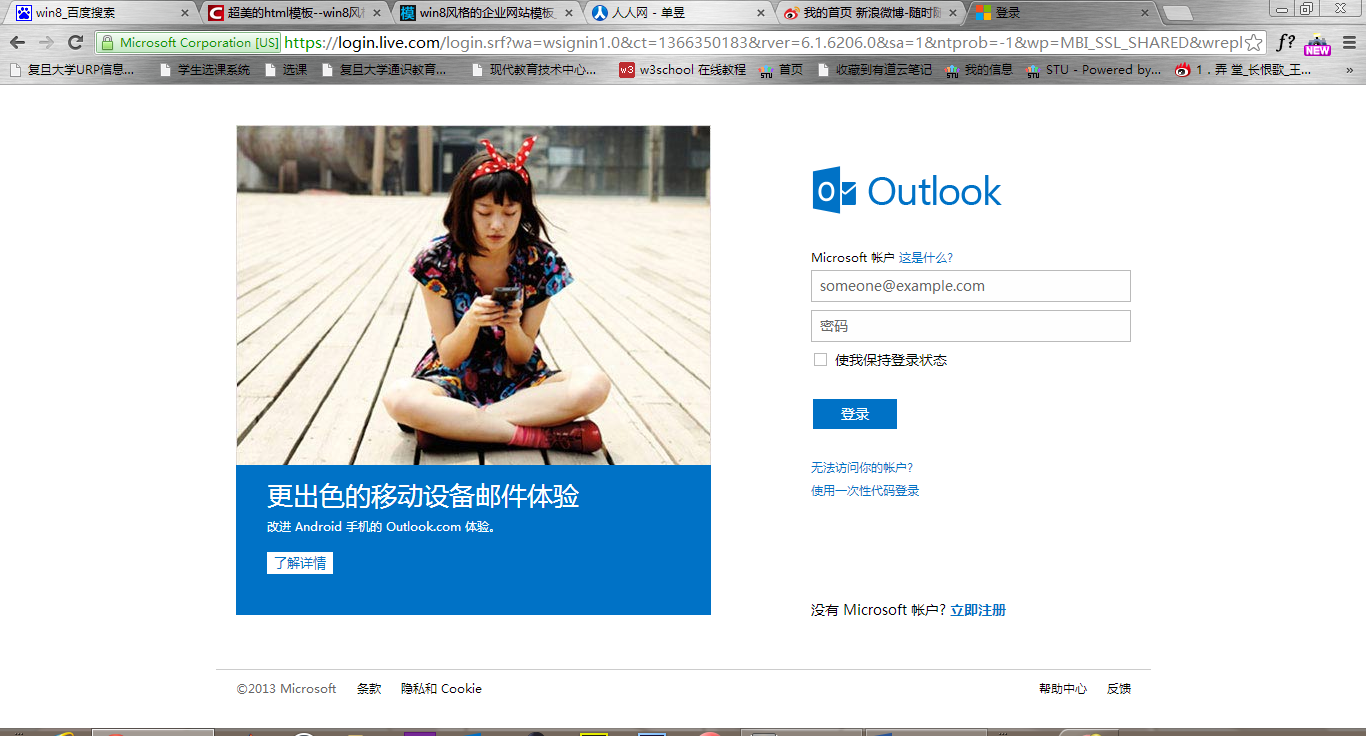 win8_百度搜索
超美的html模板--win8风
win8风格的企业网站模板
人人网 - 单昱
我的首页 新浪微博-随时
登录
Microsoft Corporation [US]
https://login.live.com/login.srf?wa=wsignin1.0&ct=1366350183&rver=6.1.6206.0&sa=1&ntprob=-1&wp=MBI_SSL_SHARED&wrepl
f?
NEW
复旦大学URP信息...
学生选课系统
选课
复旦大学通识教育...
现代教育技术中心...
w3 w3school 在线教程
STU 首页
收藏到有道云笔记
STU 我的信息
STU STU - Powered by...
1．弄 堂_长恨歌_王...
»
Outlook
Microsoft 帐户 这是什么?
someone@example.com
密码
使我保持登录状态
登录
无法访问你的帐户?
使用一次性代码登录
更出色的移动设备邮件体验
改进 Android 手机的 Outlook.com 体验。
了解详情
没有 Microsoft 帐户? 立即注册
©2013 Microsoft 条款 隐私和 Cookie
帮助中心 反馈